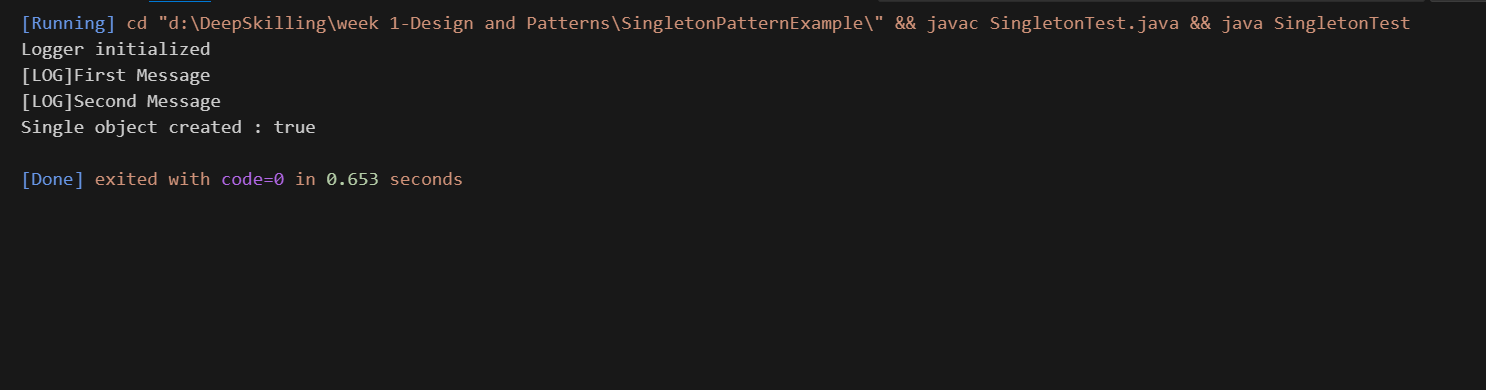 [Running] cd "d:\DeepSkilling\week 1-Design and Patterns\SingletonPatternExample\" && javac SingletonTest.java && java SingletonTest
Logger initialized
[LOG]First Message
[LOG]Second Message
Single object created : true
[Done] exited with code=0 in 0.653 seconds